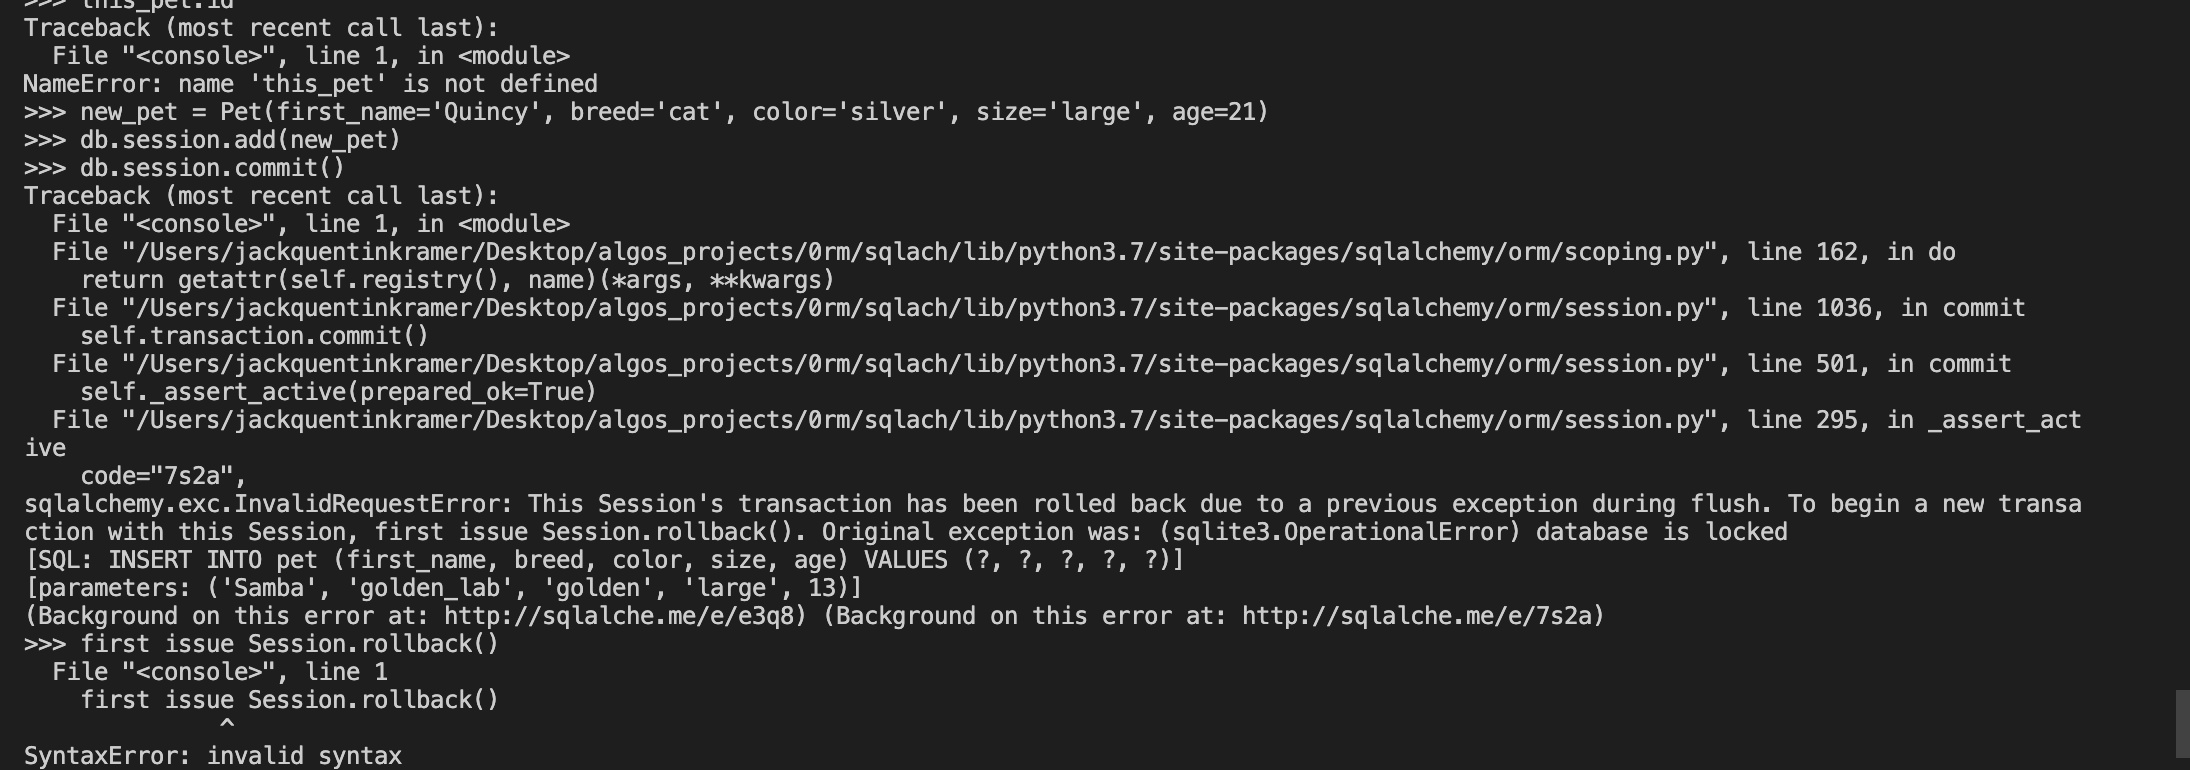 >>> this_pet.id
Traceback (most recent call last):
  File "<console>", line 1, in <module>
NameError: name 'this_pet' is not defined
>>> new_pet = Pet(first_name='Quincy', breed='cat', color='silver', size='large', age=21)
>>> db.session.add(new_pet)
>>> db.session.commit()
Traceback (most recent call last):
  File "<console>", line 1, in <module>
  File "/Users/jackquentinkramer/Desktop/algos_projects/0rm/sqlach/lib/python3.7/site-packages/sqlalchemy/orm/scoping.py", line 162, in do
    return getattr(self.registry(), name)(*args, **kwargs)
  File "/Users/jackquentinkramer/Desktop/algos_projects/0rm/sqlach/lib/python3.7/site-packages/sqlalchemy/orm/session.py", line 1036, in commit
    self.transaction.commit()
  File "/Users/jackquentinkramer/Desktop/algos_projects/0rm/sqlach/lib/python3.7/site-packages/sqlalchemy/orm/session.py", line 501, in commit
    self._assert_active(prepared_ok=True)
  File "/Users/jackquentinkramer/Desktop/algos_projects/0rm/sqlach/lib/python3.7/site-packages/sqlalchemy/orm/session.py", line 295, in _assert_act
ive
    code="7s2a",
sqlalchemy.exc.InvalidRequestError: This Session's transaction has been rolled back due to a previous exception during flush. To begin a new transa
ction with this Session, first issue Session.rollback(). Original exception was: (sqlite3.OperationalError) database is locked
[SQL: INSERT INTO pet (first_name, breed, color, size, age) VALUES (?, ?, ?, ?, ?)]
[parameters: ('Samba', 'golden_lab', 'golden', 'large', 13)]
(Background on this error at: http://sqlalche.me/e/e3q8) (Background on this error at: http://sqlalche.me/e/7s2a)
>>> first issue Session.rollback()
  File "<console>", line 1
    first issue Session.rollback()
              ^
SyntaxError: invalid syntax